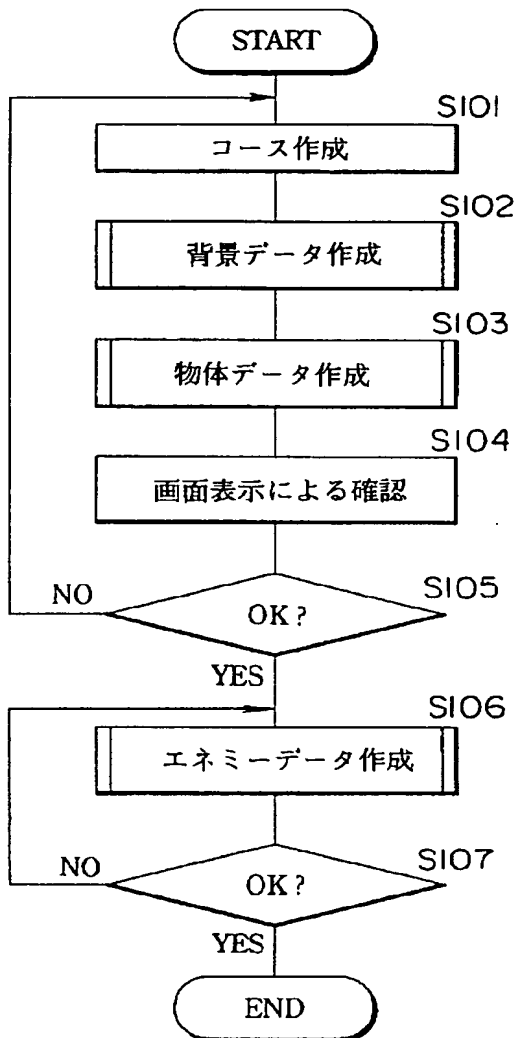 START
S101
コース作成
S102
背景データ作成
S103
物体データ作成
S104
画面表示による確認
S105
NO
OK?
YES
S106
エネミーデータ作成
S107
NO
OK?
YES
END